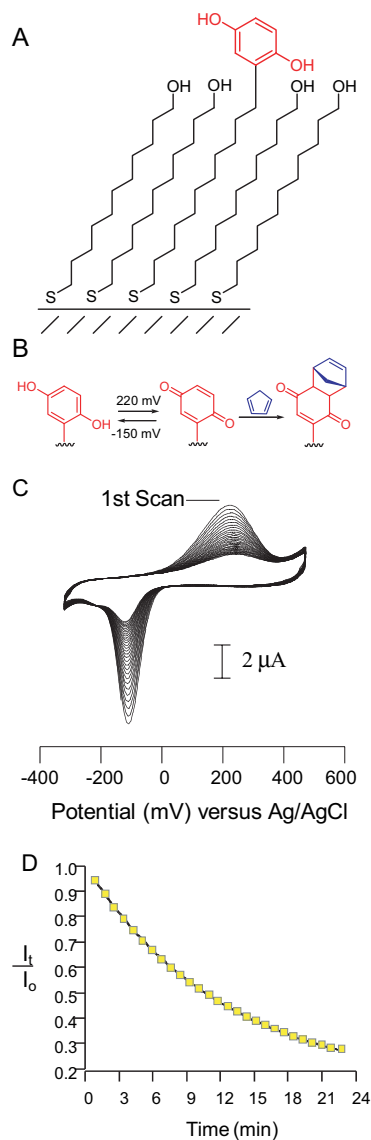 A
OH
HO
OH OH OH OH
S S S S S
B
HO
OH
220 mV
-150 mV
O
O
O
O
C
1st Scan
2 µA
-400 -200 0 200 400 600
Potential (mV) versus Ag/AgCl
D
1.0
0.9
0.8
0.7
0.6
0.5
0.4
0.3
0.2
It
Io
0 3 6 9 12 15 18 21 24
Time (min)